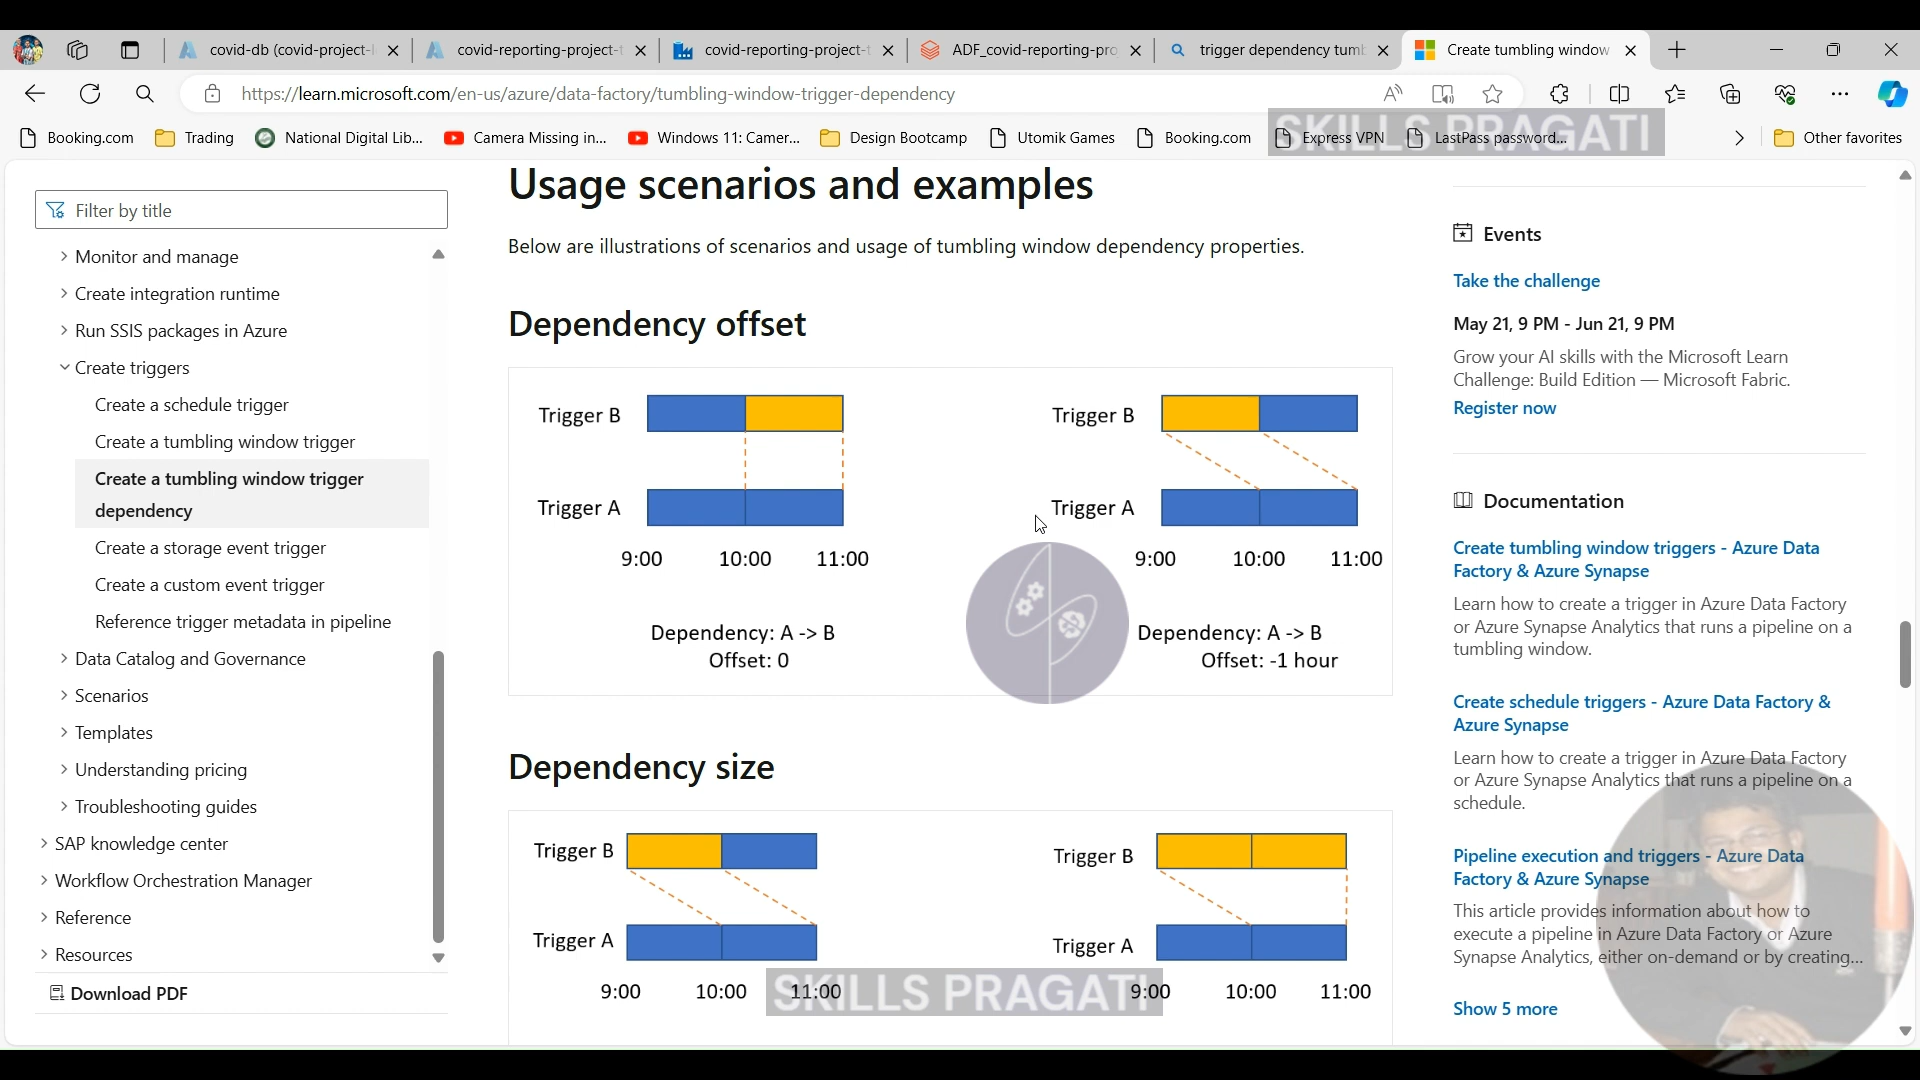 covid-db (covid-project-
covid-reporting-project-t
covid-reporting-project-t
ADF_covid-reporting-pro
trigger dependency tumb
Create tumbling window
https://learn.microsoft.com/en-us/azure/data-factory/tumbling-window-trigger-dependency
Booking.com
Trading
National Digital Lib...
Camera Missing in...
Windows 11: Camer...
Design Bootcamp
Utomik Games
Booking.com
Express VPN
LastPass password...
Other favorites
SKILLS PRAGATI
Filter by title
Monitor and manage
Create integration runtime
Run SSIS packages in Azure
Create triggers
Create a schedule trigger
Create a tumbling window trigger
Create a tumbling window trigger
dependency
Create a storage event trigger
Create a custom event trigger
Reference trigger metadata in pipeline
Data Catalog and Governance
Scenarios
Templates
Understanding pricing
Troubleshooting guides
SAP knowledge center
Workflow Orchestration Manager
Reference
Resources
Download PDF
Usage scenarios and examples
Below are illustrations of scenarios and usage of tumbling window dependency properties.
Dependency offset
Trigger B
Trigger A
9:00 10:00 11:00
Dependency: A -> B
Offset: 0
Trigger B
Trigger A
9:00 10:00 11:00
Dependency: A -> B
Offset: -1 hour
Dependency size
Trigger B
Trigger A
9:00 10:00 11:00
Trigger B
Trigger A
9:00 10:00 11:00
SKILLS PRAGATI
Events
Take the challenge
May 21, 9 PM - Jun 21, 9 PM
Grow your AI skills with the Microsoft Learn
Challenge: Build Edition — Microsoft Fabric.
Register now
Documentation
Create tumbling window triggers - Azure Data
Factory & Azure Synapse
Learn how to create a trigger in Azure Data Factory
or Azure Synapse Analytics that runs a pipeline on a
tumbling window.
Create schedule triggers - Azure Data Factory &
Azure Synapse
Learn how to create a trigger in Azure Data Factory
or Azure Synapse Analytics that runs a pipeline on a
schedule.
Pipeline execution and triggers - Azure Data
Factory & Azure Synapse
This article provides information about how to
execute a pipeline in Azure Data Factory or Azure
Synapse Analytics, either on-demand or by creating...
Show 5 more